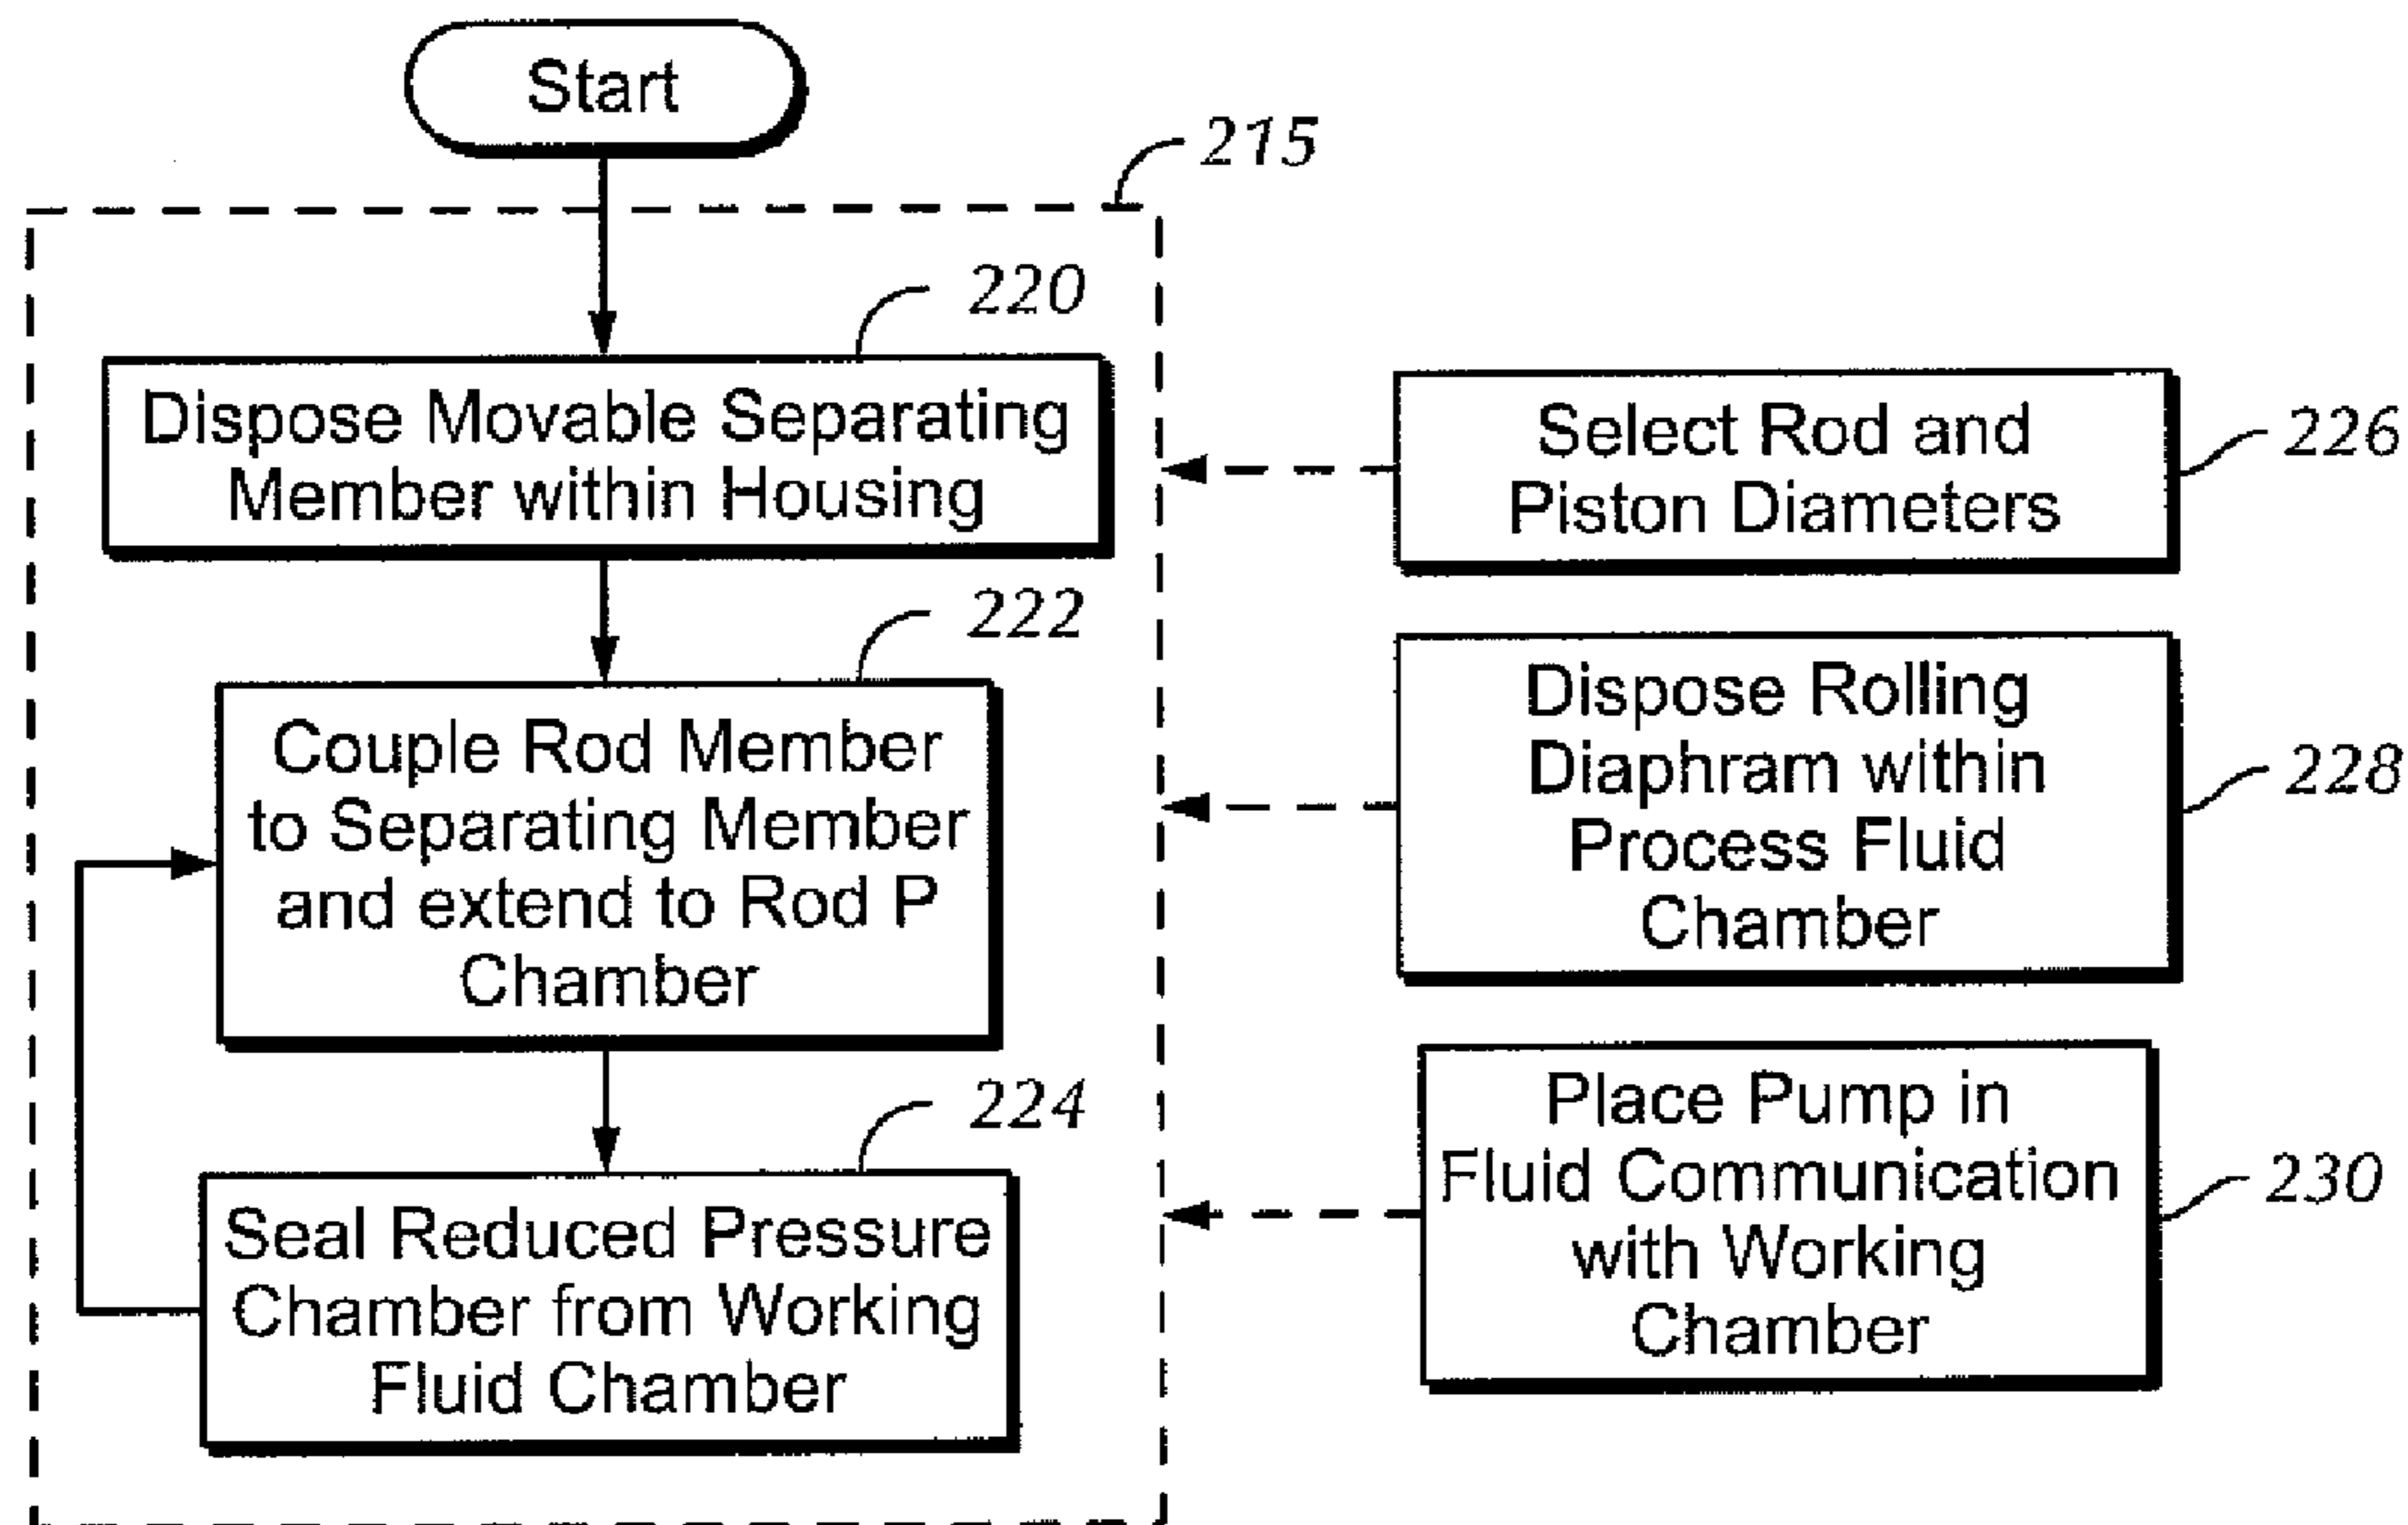 Start
215
220
Dispose Movable Separating
Member within Housing
222
Couple Rod Member
to Separating Member
and extend to Rod P
Chamber
224
Seal Reduced Pressure
Chamber from Working
Fluid Chamber
Select Rod and
Piston Diameters
226
Dispose Rolling
Diaphram within
Process Fluid
Chamber
228
Place Pump in
Fluid Communication
with Working
Chamber
230